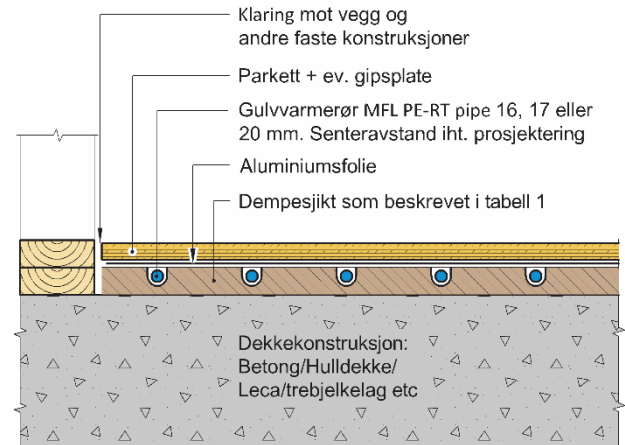 Klaring mot vegg og
andre faste konstruksjoner
Parkett + ev. gipsplate
Gulvvarmerør MFL PE-RT pipe 16, 17 eller
20 mm. Senteravstand iht. prosjektering
Aluminiumsfolie
Dempesjikt som beskrevet i tabell 1
Dekkekonstruksjon:
Betong/Hulldekke/
Leca/trebjelkelag etc